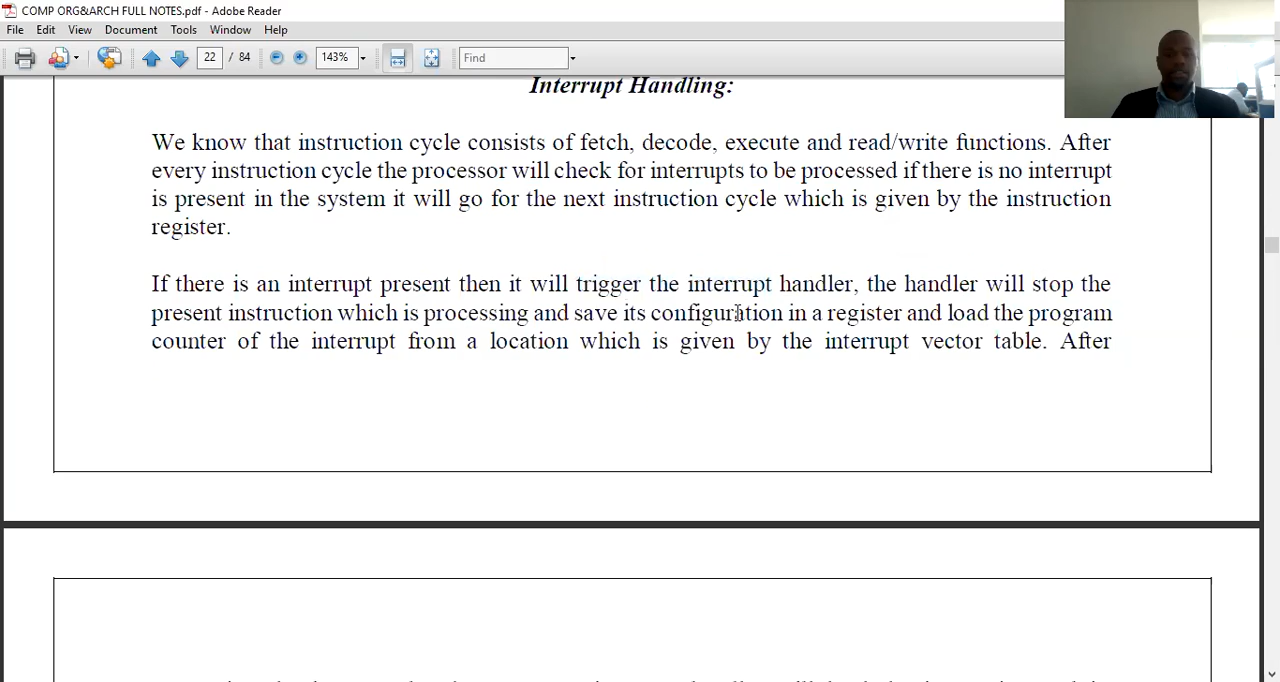 COMP ORG&ARCH FULL NOTES.pdf - Adobe Reader
File Edit View Document Tools Window Help
22 / 84 143% Find
Interrupt Handling:
We know that instruction cycle consists of fetch, decode, execute and read/write functions. After
every instruction cycle the processor will check for interrupts to be processed if there is no interrupt
is present in the system it will go for the next instruction cycle which is given by the instruction
register.
If there is an interrupt present then it will trigger the interrupt handler, the handler will stop the
present instruction which is processing and save its configuration in a register and load the program
counter of the interrupt from a location which is given by the interrupt vector table. After